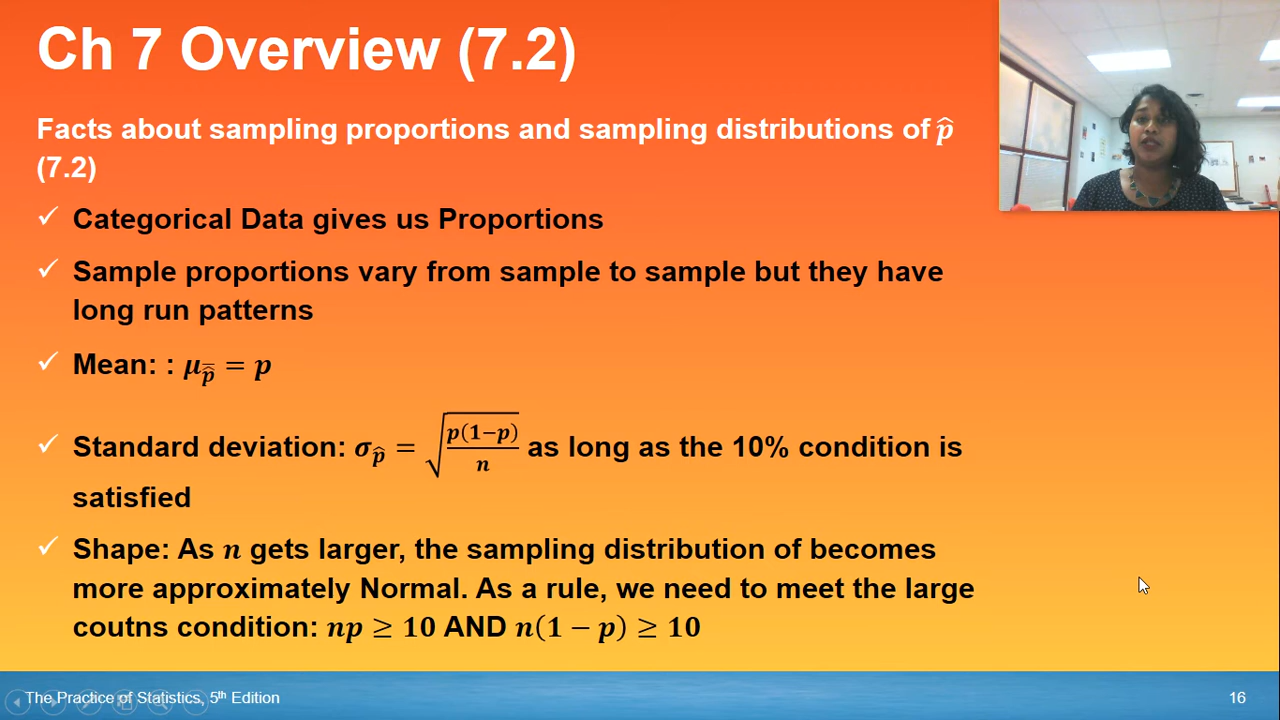 Ch 7 Overview (7.2)
Facts about sampling proportions and sampling distributions of p̂
(7.2)
✓ Categorical Data gives us Proportions
✓ Sample proportions vary from sample to sample but they have
long run patterns
✓ Mean: : μ_p̂̅ = p
✓ Standard deviation: σ_p̂ = √(p(1−p)/n) as long as the 10% condition is
satisfied
✓ Shape: As n gets larger, the sampling distribution of becomes
more approximately Normal. As a rule, we need to meet the large
coutns condition: np ≥ 10 AND n(1 − p) ≥ 10
The Practice of Statistics, 5th Edition
16